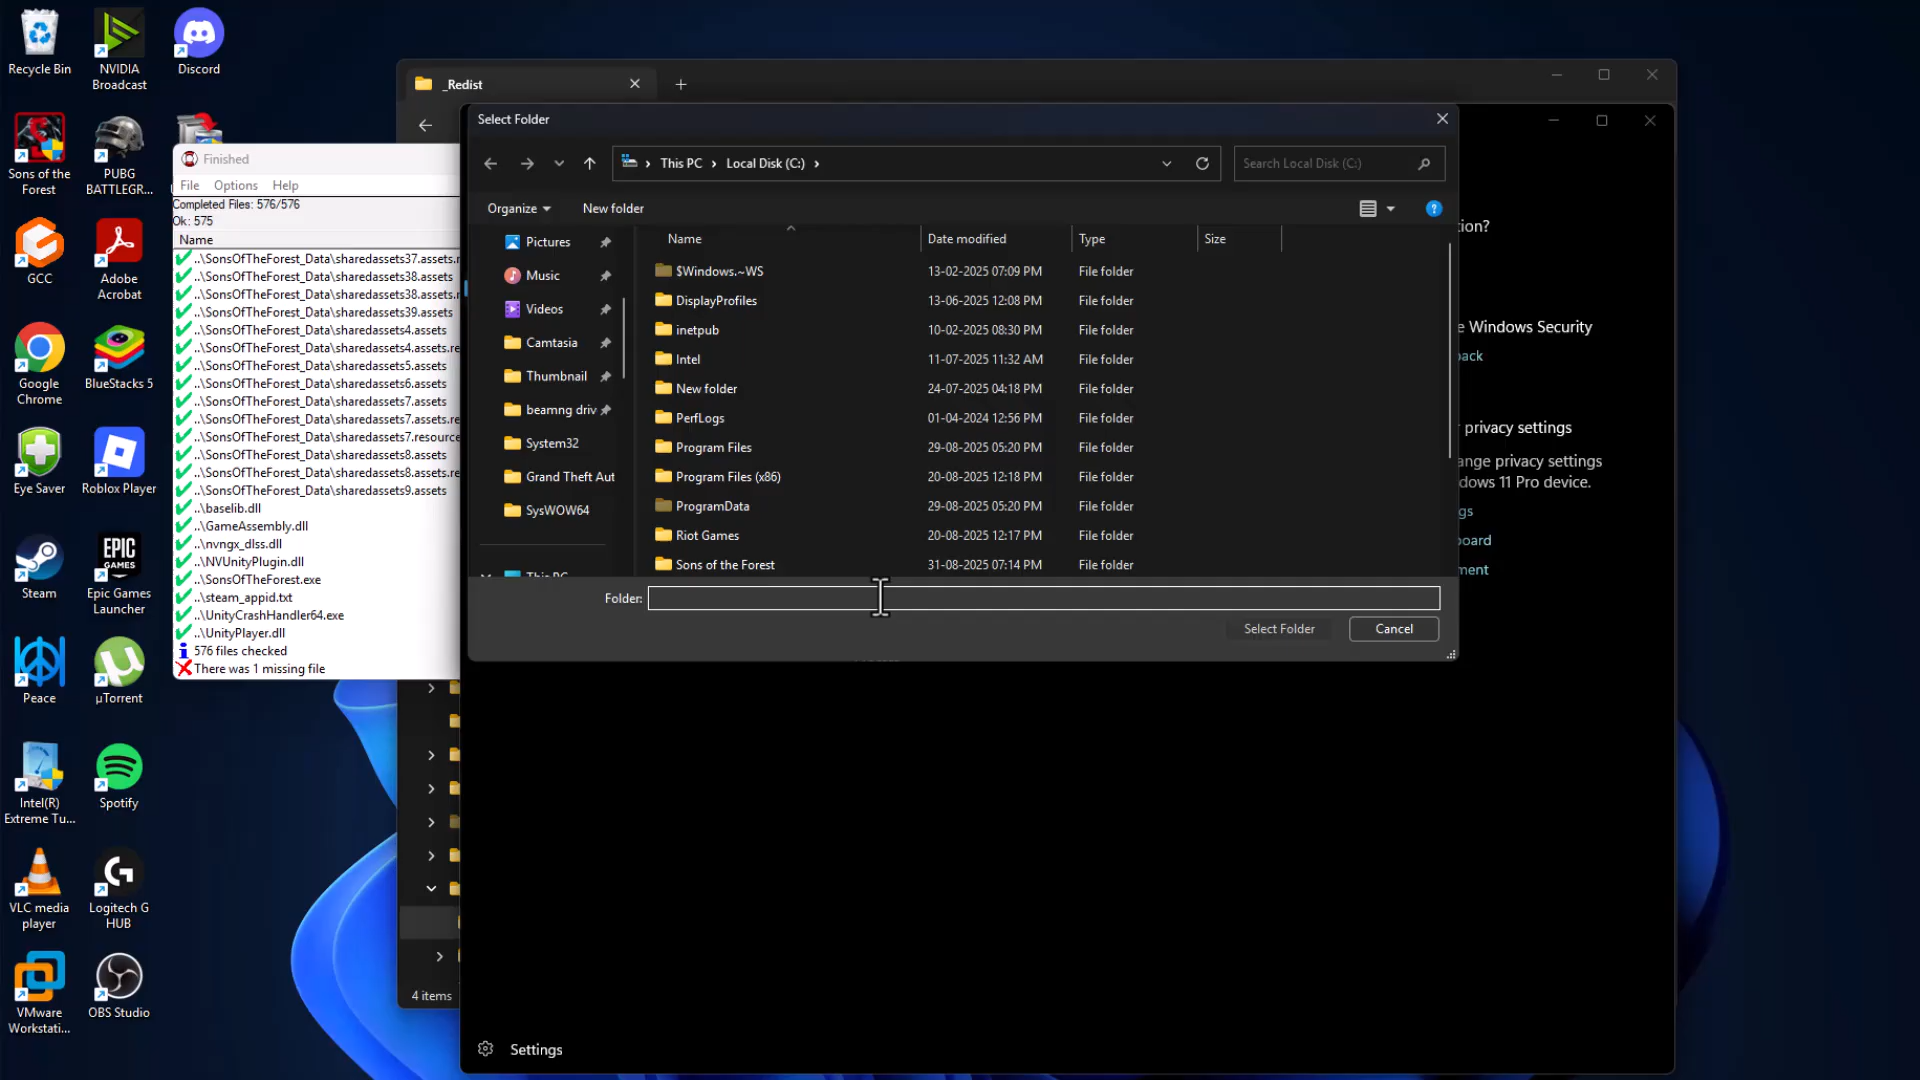 Recycle Bin
NVIDIA
Broadcast
Discord
Sons of the
Forest
PUBG
BATTLEGR...
GCC
Adobe
Acrobat
Google
Chrome
BlueStacks 5
Eye Saver
Roblox Player
Steam
Epic Games
Launcher
EPIC
GAMES
Peace
µTorrent
Intel(R)
Extreme Tu...
Spotify
VLC media
player
Logitech G
HUB
VMware
Workstati...
OBS Studio
Finished
File Options Help
Completed Files: 576/576
Ok: 575
Name
..\SonsOfTheForest_Data\sharedassets37.assets.r
..\SonsOfTheForest_Data\sharedassets38.assets
..\SonsOfTheForest_Data\sharedassets38.assets.r
..\SonsOfTheForest_Data\sharedassets39.assets
..\SonsOfTheForest_Data\sharedassets4.assets
..\SonsOfTheForest_Data\sharedassets4.assets.re
..\SonsOfTheForest_Data\sharedassets5.assets
..\SonsOfTheForest_Data\sharedassets6.assets
..\SonsOfTheForest_Data\sharedassets7.assets
..\SonsOfTheForest_Data\sharedassets7.assets.re
..\SonsOfTheForest_Data\sharedassets7.resource
..\SonsOfTheForest_Data\sharedassets8.assets
..\SonsOfTheForest_Data\sharedassets8.assets.re
..\SonsOfTheForest_Data\sharedassets9.assets
..\baselib.dll
..\GameAssembly.dll
..\nvngx_dlss.dll
..\NVUnityPlugin.dll
..\SonsOfTheForest.exe
..\steam_appid.txt
..\UnityCrashHandler64.exe
..\UnityPlayer.dll
576 files checked
There was 1 missing file
_Redist
4 items
Select Folder
This PC > Local Disk (C:) >
Search Local Disk (C:)
Organize
New folder
Pictures
Music
Videos
Camtasia
Thumbnail
beamng driv
System32
Grand Theft Aut
SysWOW64
This PC
Name Date modified Type Size
$Windows.~WS 13-02-2025 07:09 PM File folder
DisplayProfiles 13-06-2025 12:08 PM File folder
inetpub 10-02-2025 08:30 PM File folder
Intel 11-07-2025 11:32 AM File folder
New folder 24-07-2025 04:18 PM File folder
PerfLogs 01-04-2024 12:56 PM File folder
Program Files 29-08-2025 05:20 PM File folder
Program Files (x86) 20-08-2025 12:18 PM File folder
ProgramData 29-08-2025 05:20 PM File folder
Riot Games 20-08-2025 12:17 PM File folder
Sons of the Forest 31-08-2025 07:14 PM File folder
Folder:
Select Folder
Cancel
tion?
e Windows Security
back
privacy settings
ange privacy settings
dows 11 Pro device.
gs
board
ment
Settings